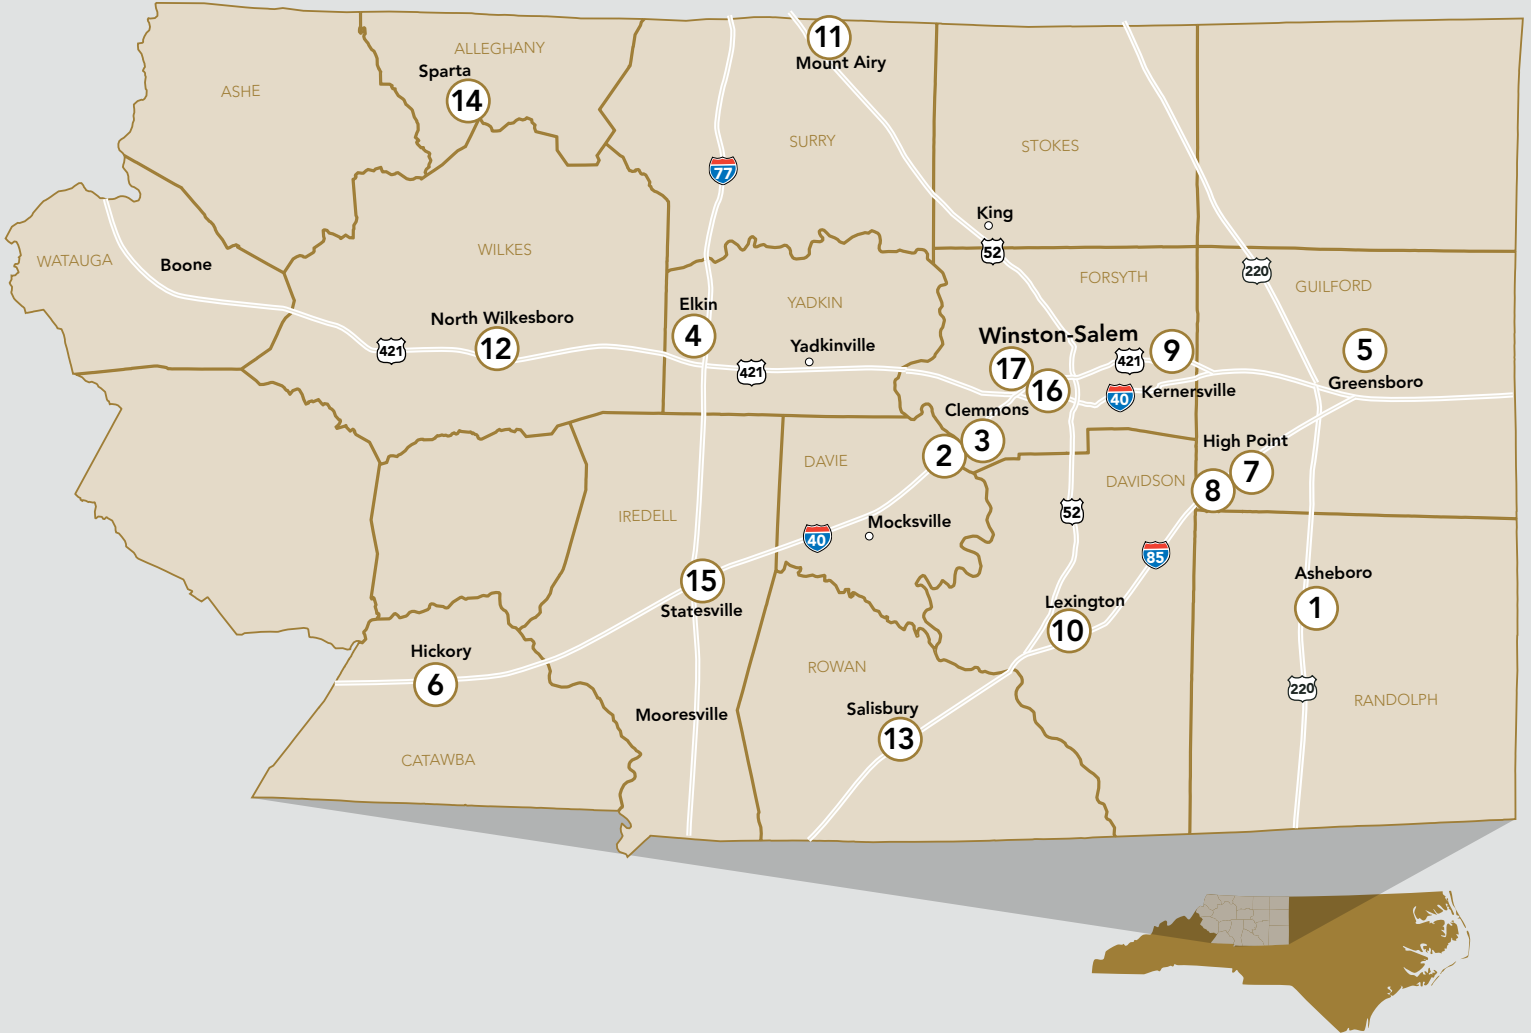 11
Mount Airy
ALLEGHANY
Sparta
14
ASHE
SURRY
STOKES
77
King
52
WILKES
WATAUGA
Boone
220
FORSYTH
GUILFORD
YADKIN
Elkin
4
North Wilkesboro
12
421
Yadkinville
421
Winston-Salem
17
16
421
9
5
Greensboro
40
Kernersville
Clemmons
3
2
High Point
7
8
DAVIE
DAVIDSON
IREDELL
Mocksville
40
52
85
15
Statesville
Asheboro
1
Lexington
10
Hickory
6
ROWAN
Salisbury
13
Mooresville
220
RANDOLPH
CATAWBA